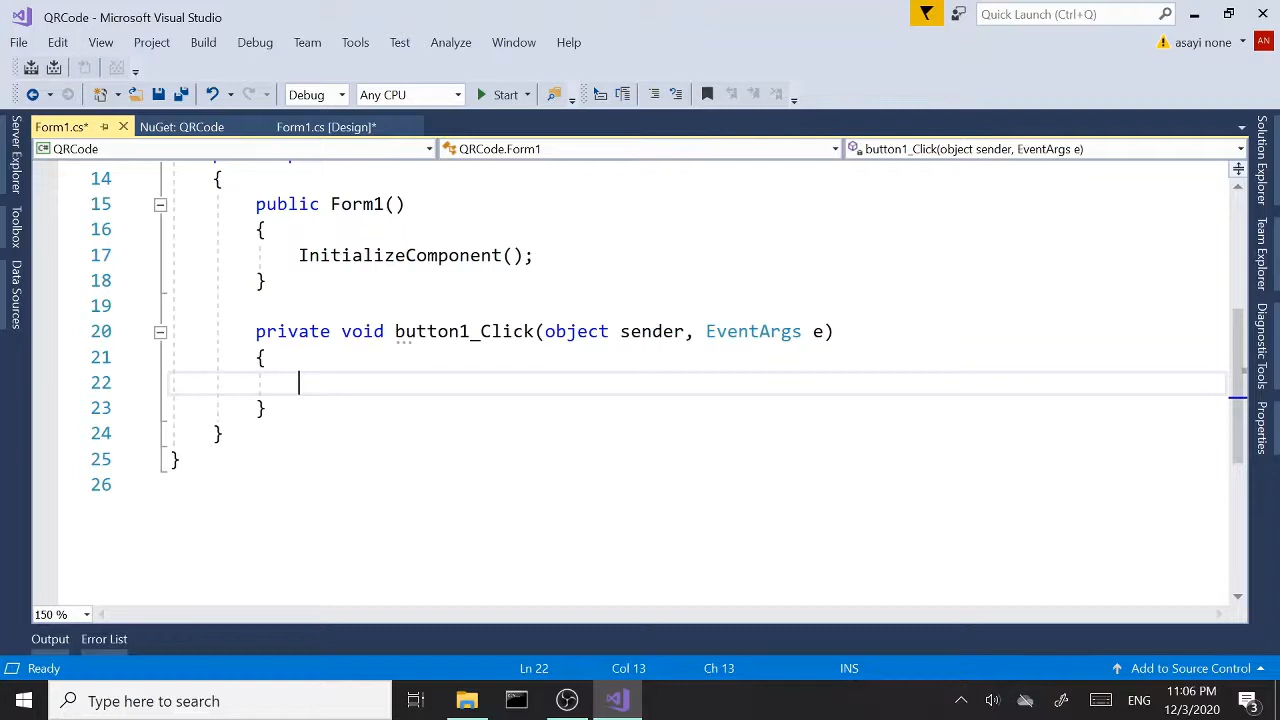 QRCode - Microsoft Visual Studio
Quick Launch (Ctrl+Q)
File Edit View Project Build Debug Team Tools Test Analyze Window Help
asayi none AN
Debug Any CPU Start
Form1.cs* NuGet: QRCode Form1.cs [Design]*
QRCode QRCode.Form1 button1_Click(object sender, EventArgs e)
Server Explorer
Toolbox
Data Sources
14 {
15 public Form1()
16 {
17 InitializeComponent();
18 }
19
20 private void button1_Click(object sender, EventArgs e)
21 {
22
23 }
24 }
25 }
26
Solution Explorer
Team Explorer
Diagnostic Tools
Properties
150 %
Output Error List
Ready Ln 22 Col 13 Ch 13 INS Add to Source Control
Type here to search
ENG
11:06 PM
12/3/2020
3